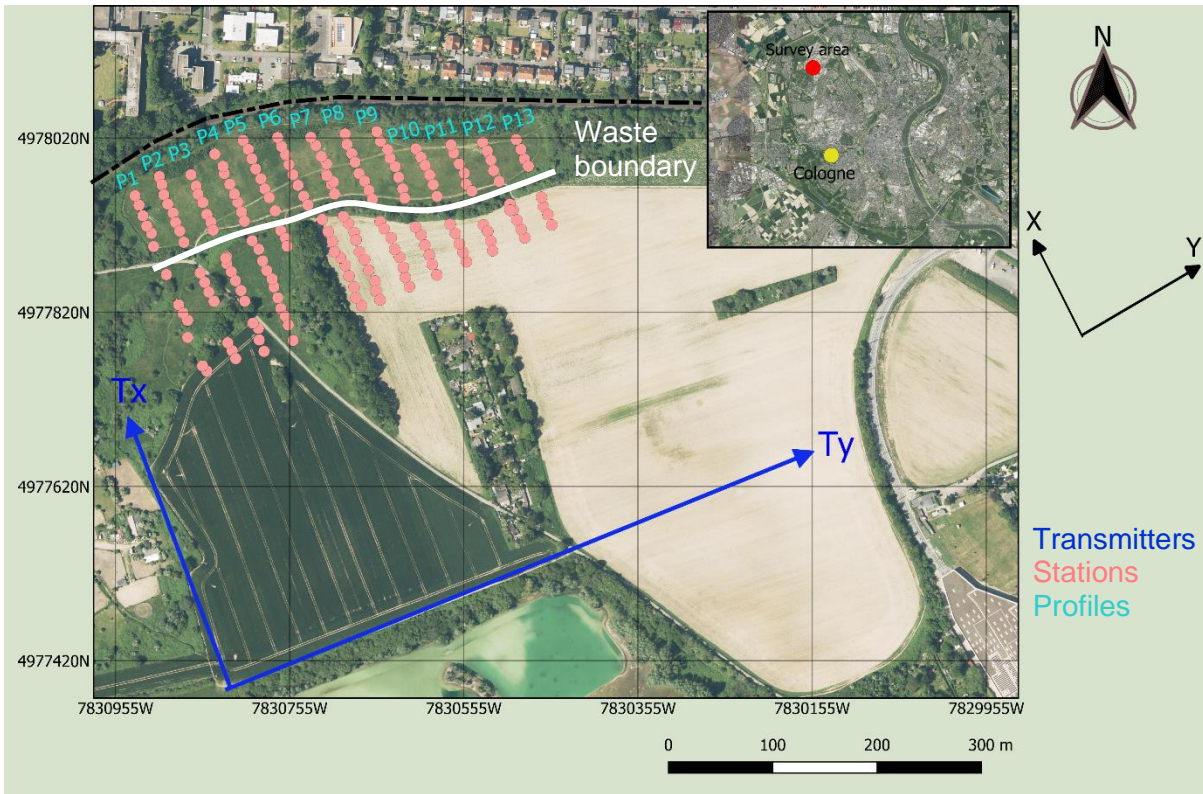 N
Survey area
Cologne
4978020N
P1
P2
P3
P4
P5
P6
P7
P8
P9
P10
P11
P12
P13
Waste
boundary
X
Y
4977820N
Tx
Ty
4977620N
Transmitters
Stations
Profiles
4977420N
7830955W
7830755W
7830555W
7830355W
7830155W
7829955W
0
100
200
300 m